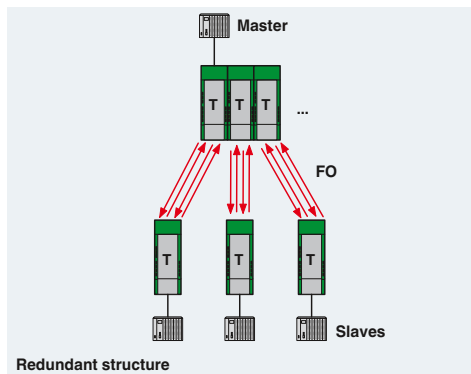 Master
T T T ...
FO
T T T
Slaves
Redundant structure